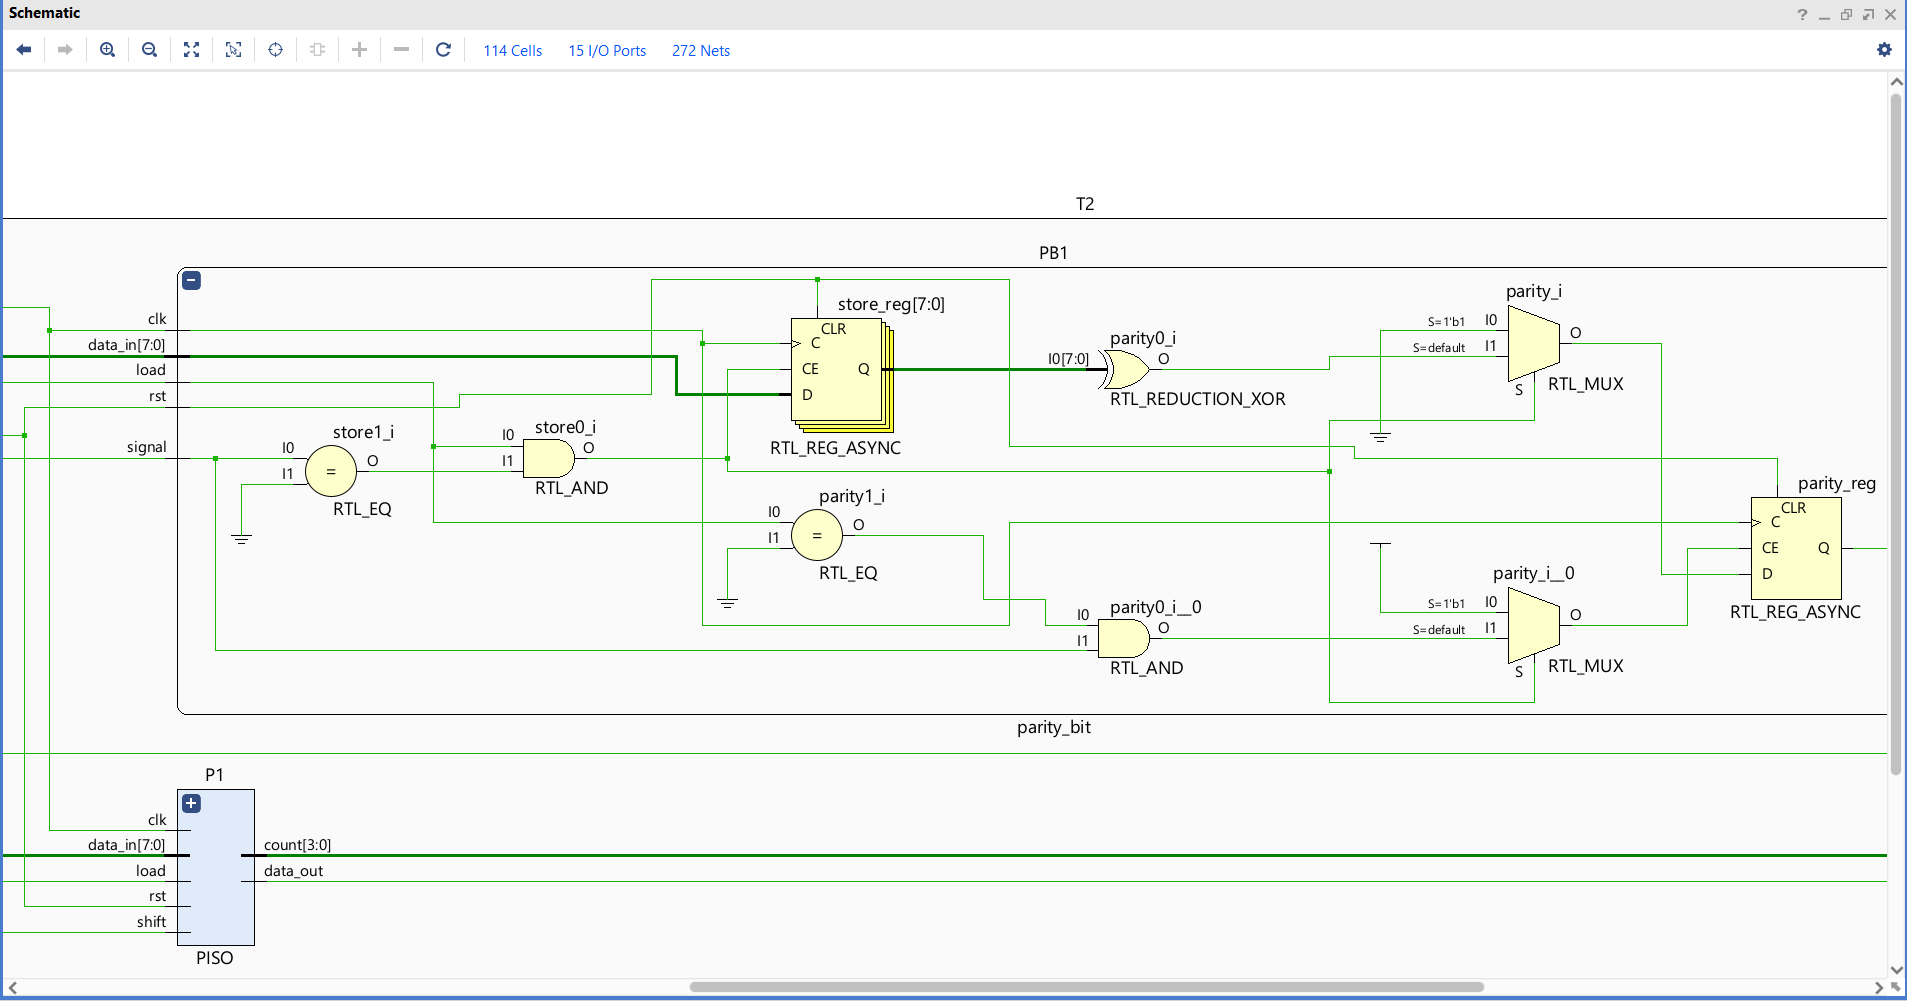 Schematic
114 Cells 15 I/O Ports 272 Nets
T2
PB1
clk
data_in[7:0]
load
rst
signal
store1_i
I0
I1
=
O
RTL_EQ
store0_i
I0
I1
O
RTL_AND
store_reg[7:0]
CLR
C
CE
D
Q
RTL_REG_ASYNC
parity0_i
I0[7:0]
O
RTL_REDUCTION_XOR
parity_i
S=1'b1 I0
S=default I1
O
S
RTL_MUX
parity1_i
I0
I1
=
O
RTL_EQ
parity0_i__0
I0
I1
O
RTL_AND
parity_i__0
S=1'b1 I0
S=default I1
O
S
RTL_MUX
parity_reg
CLR
C
CE
D
Q
RTL_REG_ASYNC
parity_bit
P1
clk
data_in[7:0]
load
rst
shift
count[3:0]
data_out
PISO